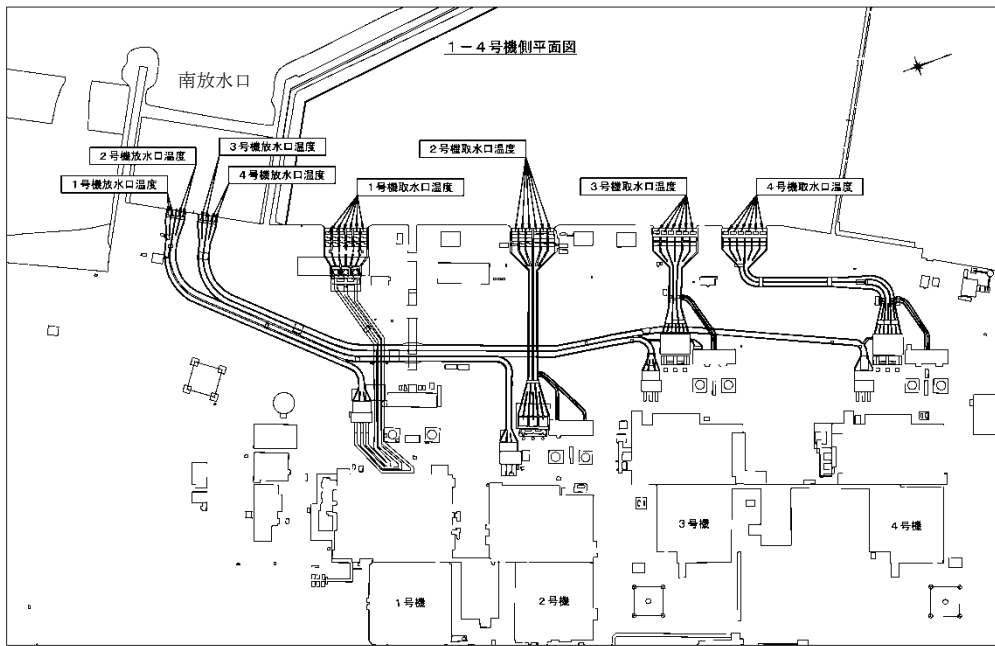 1－4号機側平面図
南放水口
3号機放水口温度
2号機放水口温度
4号機放水口温度
1号機放水口温度
2号機取水口温度
1号機取水口温度
3号機取水口温度
4号機取水口温度
3号機
4号機
1号機
2号機